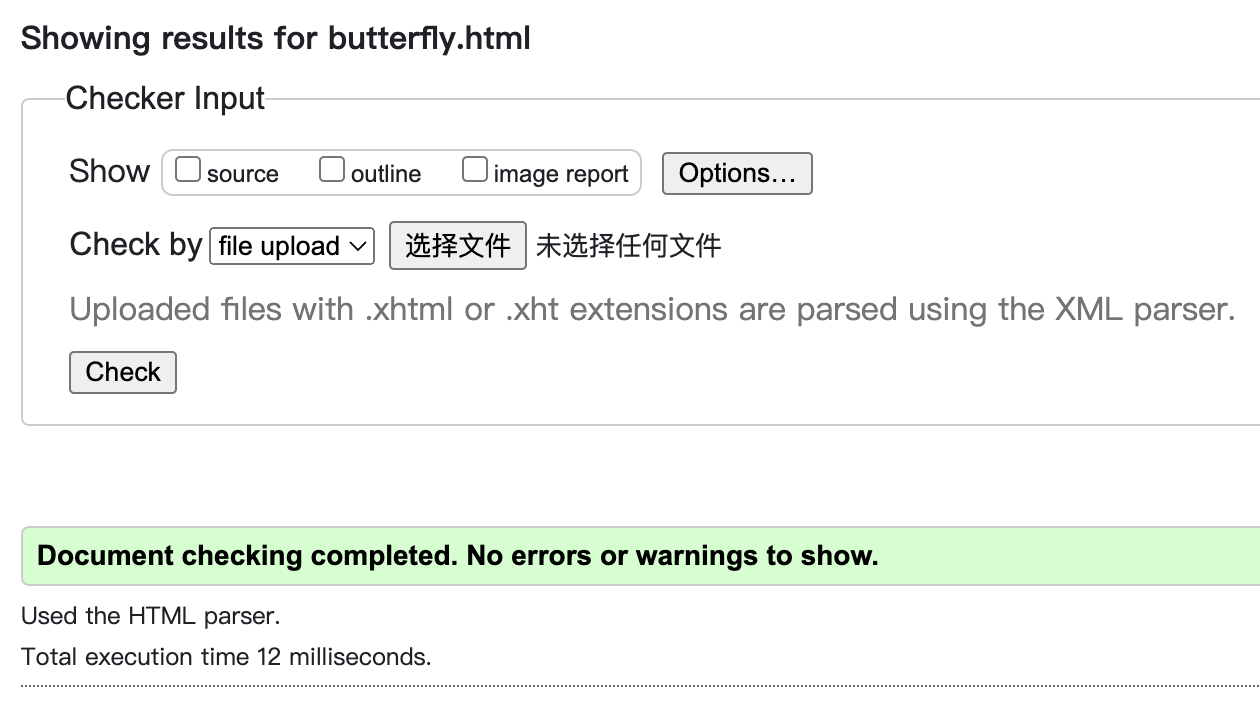 Showing results for butterfly.html
Checker Input
Show source outline image report Options…
Check by file upload 选择文件 未选择任何文件
Uploaded files with .xhtml or .xht extensions are parsed using the XML parser.
Check
Document checking completed. No errors or warnings to show.
Used the HTML parser.
Total execution time 12 milliseconds.